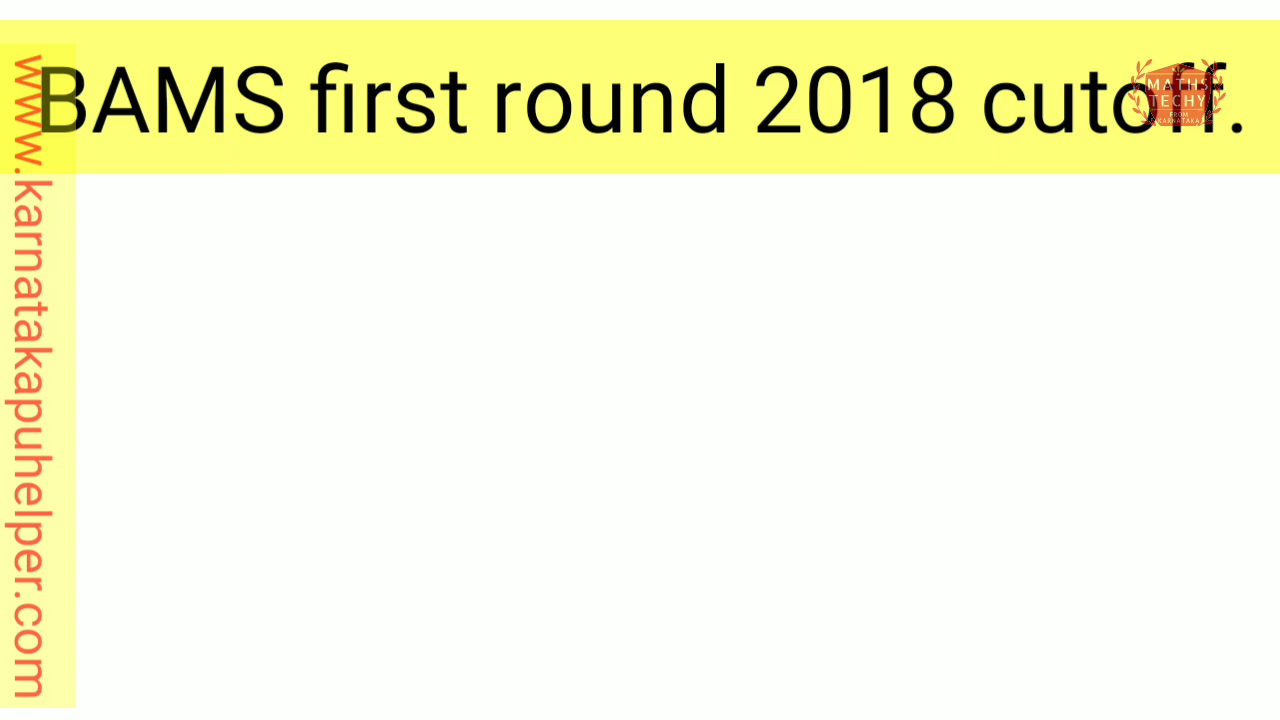 BAMS first round 2018 cutoff.
MATHS
TECHY
FROM
KARNATAKA
www.karnatakapuhelper.com